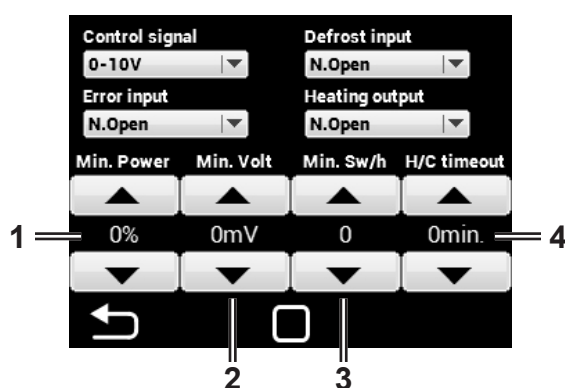 Control signal Defrost input
0-10V N.Open
Error input Heating output
N.Open N.Open
Min. Power Min. Volt Min. Sw/h H/C timeout
1 0% 0mV 0 0min. 4
2 3